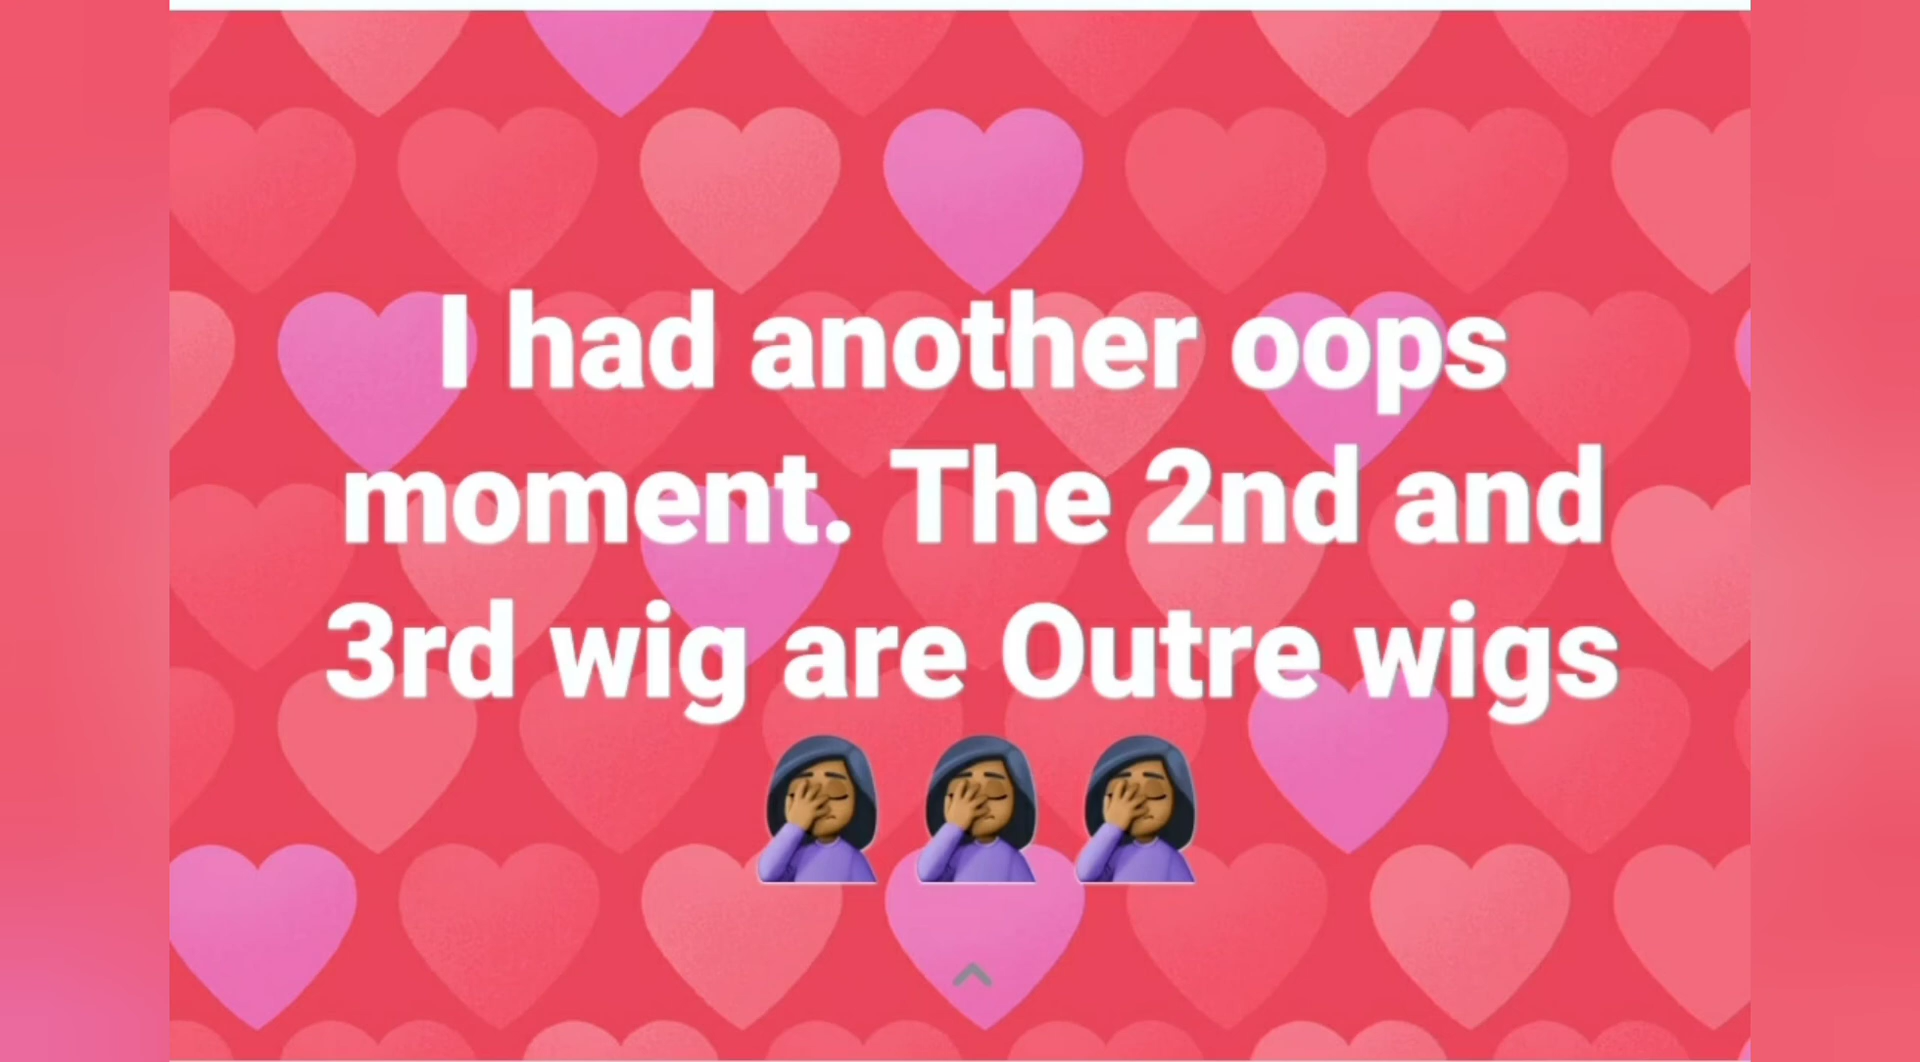 I had another oops
moment. The 2nd and
3rd wig are Outre wigs
🤦🏾‍♀️🤦🏾‍♀️🤦🏾‍♀️